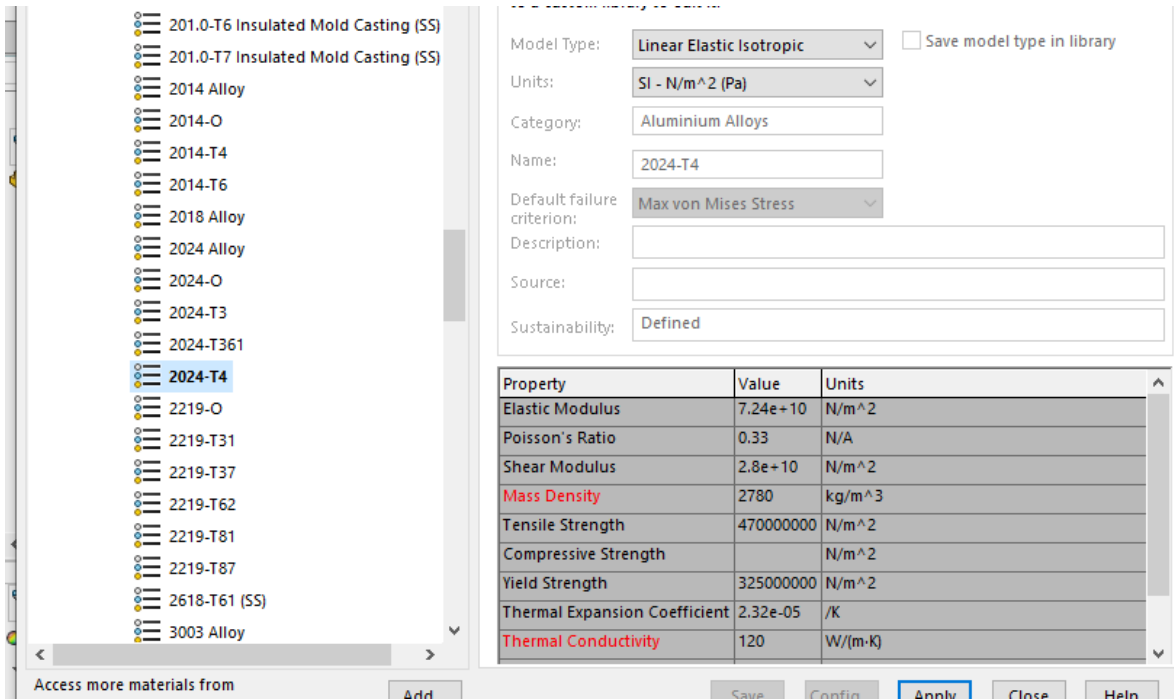 to a custom library to edit it.
201.0-T6 Insulated Mold Casting (SS)
201.0-T7 Insulated Mold Casting (SS)
2014 Alloy
2014-O
2014-T4
2014-T6
2018 Alloy
2024 Alloy
2024-O
2024-T3
2024-T361
2024-T4
2219-O
2219-T31
2219-T37
2219-T62
2219-T81
2219-T87
2618-T61 (SS)
3003 Alloy
Access more materials from
Add...
Model Type: Linear Elastic Isotropic Save model type in library
Units: SI - N/m^2 (Pa)
Category: Aluminium Alloys
Name: 2024-T4
Default failure criterion: Max von Mises Stress
Description:
Source:
Sustainability: Defined
Property Value Units
Elastic Modulus 7.24e+10 N/m^2
Poisson's Ratio 0.33 N/A
Shear Modulus 2.8e+10 N/m^2
Mass Density 2780 kg/m^3
Tensile Strength 470000000 N/m^2
Compressive Strength N/m^2
Yield Strength 325000000 N/m^2
Thermal Expansion Coefficient 2.32e-05 /K
Thermal Conductivity 120 W/(m·K)
Save Config... Apply Close Help